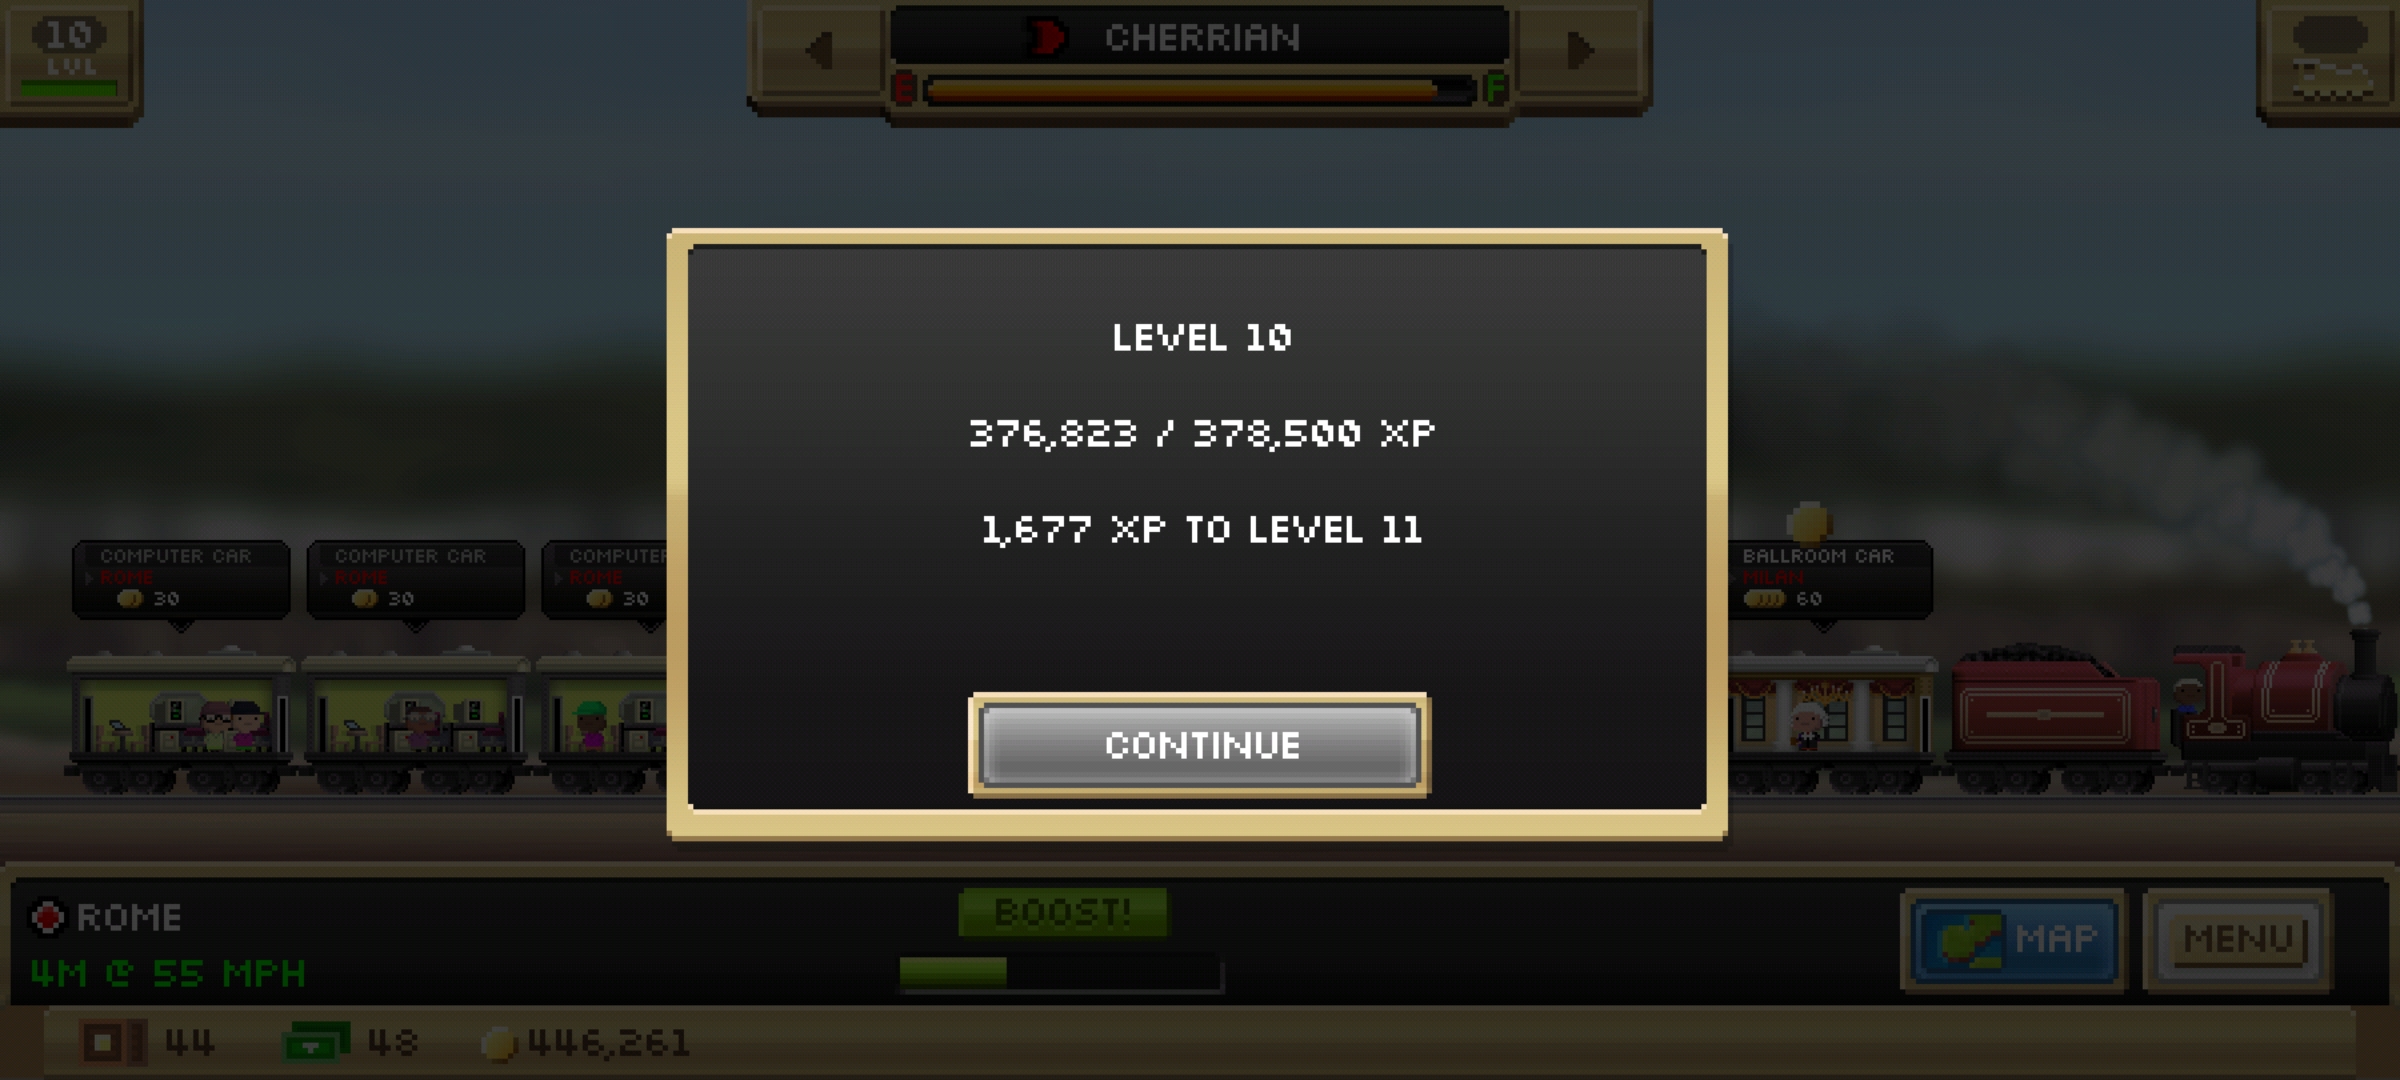 10
LVL
CHERRIAN
E
F
LEVEL 10
376,823 / 378,500 XP
1,677 XP TO LEVEL 11
CONTINUE
COMPUTER CAR
ROME
30
COMPUTER CAR
ROME
30
COMPUTER
ROME
30
BALLROOM CAR
MILAN
60
ROME
4M @ 55 MPH
BOOST!
MAP
MENU
44
48
446,261